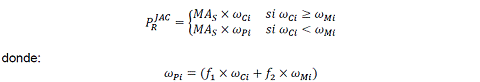 P_R^{JAC} = { MA_S × ω_{Ci}   si ω_{Ci} ≥ ω_{Mi}
MA_S × ω_{Pi}   si ω_{Ci} < ω_{Mi}
donde:
ω_{Pi} = (f_1 × ω_{Ci} + f_2 × ω_{Mi})